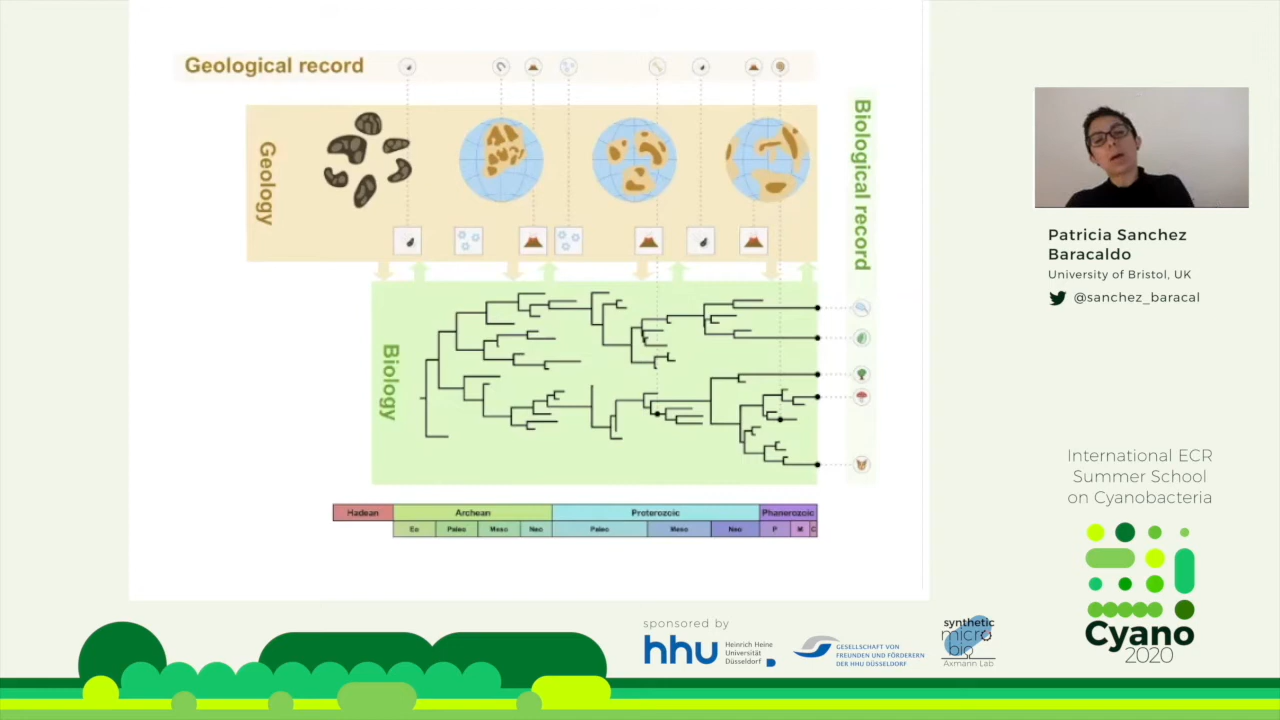 Geological record
Geology
Biological record
Biology
Hadean
Archean
Proterozoic
Phanerozoic
Eo
Paleo
Meso
Neo
Paleo
Meso
Neo
P
M
C
Patricia Sanchez
Baracaldo
University of Bristol, UK
@sanchez_baracal
International ECR
Summer School
on Cyanobacteria
Cyano
2020
sponsored by
hhu
Heinrich Heine
Universität
Düsseldorf
GESELLSCHAFT VON
FREUNDEN UND FÖRDERERN
DER HHU DÜSSELDORF
synthetic
micro
bio
Axmann Lab.